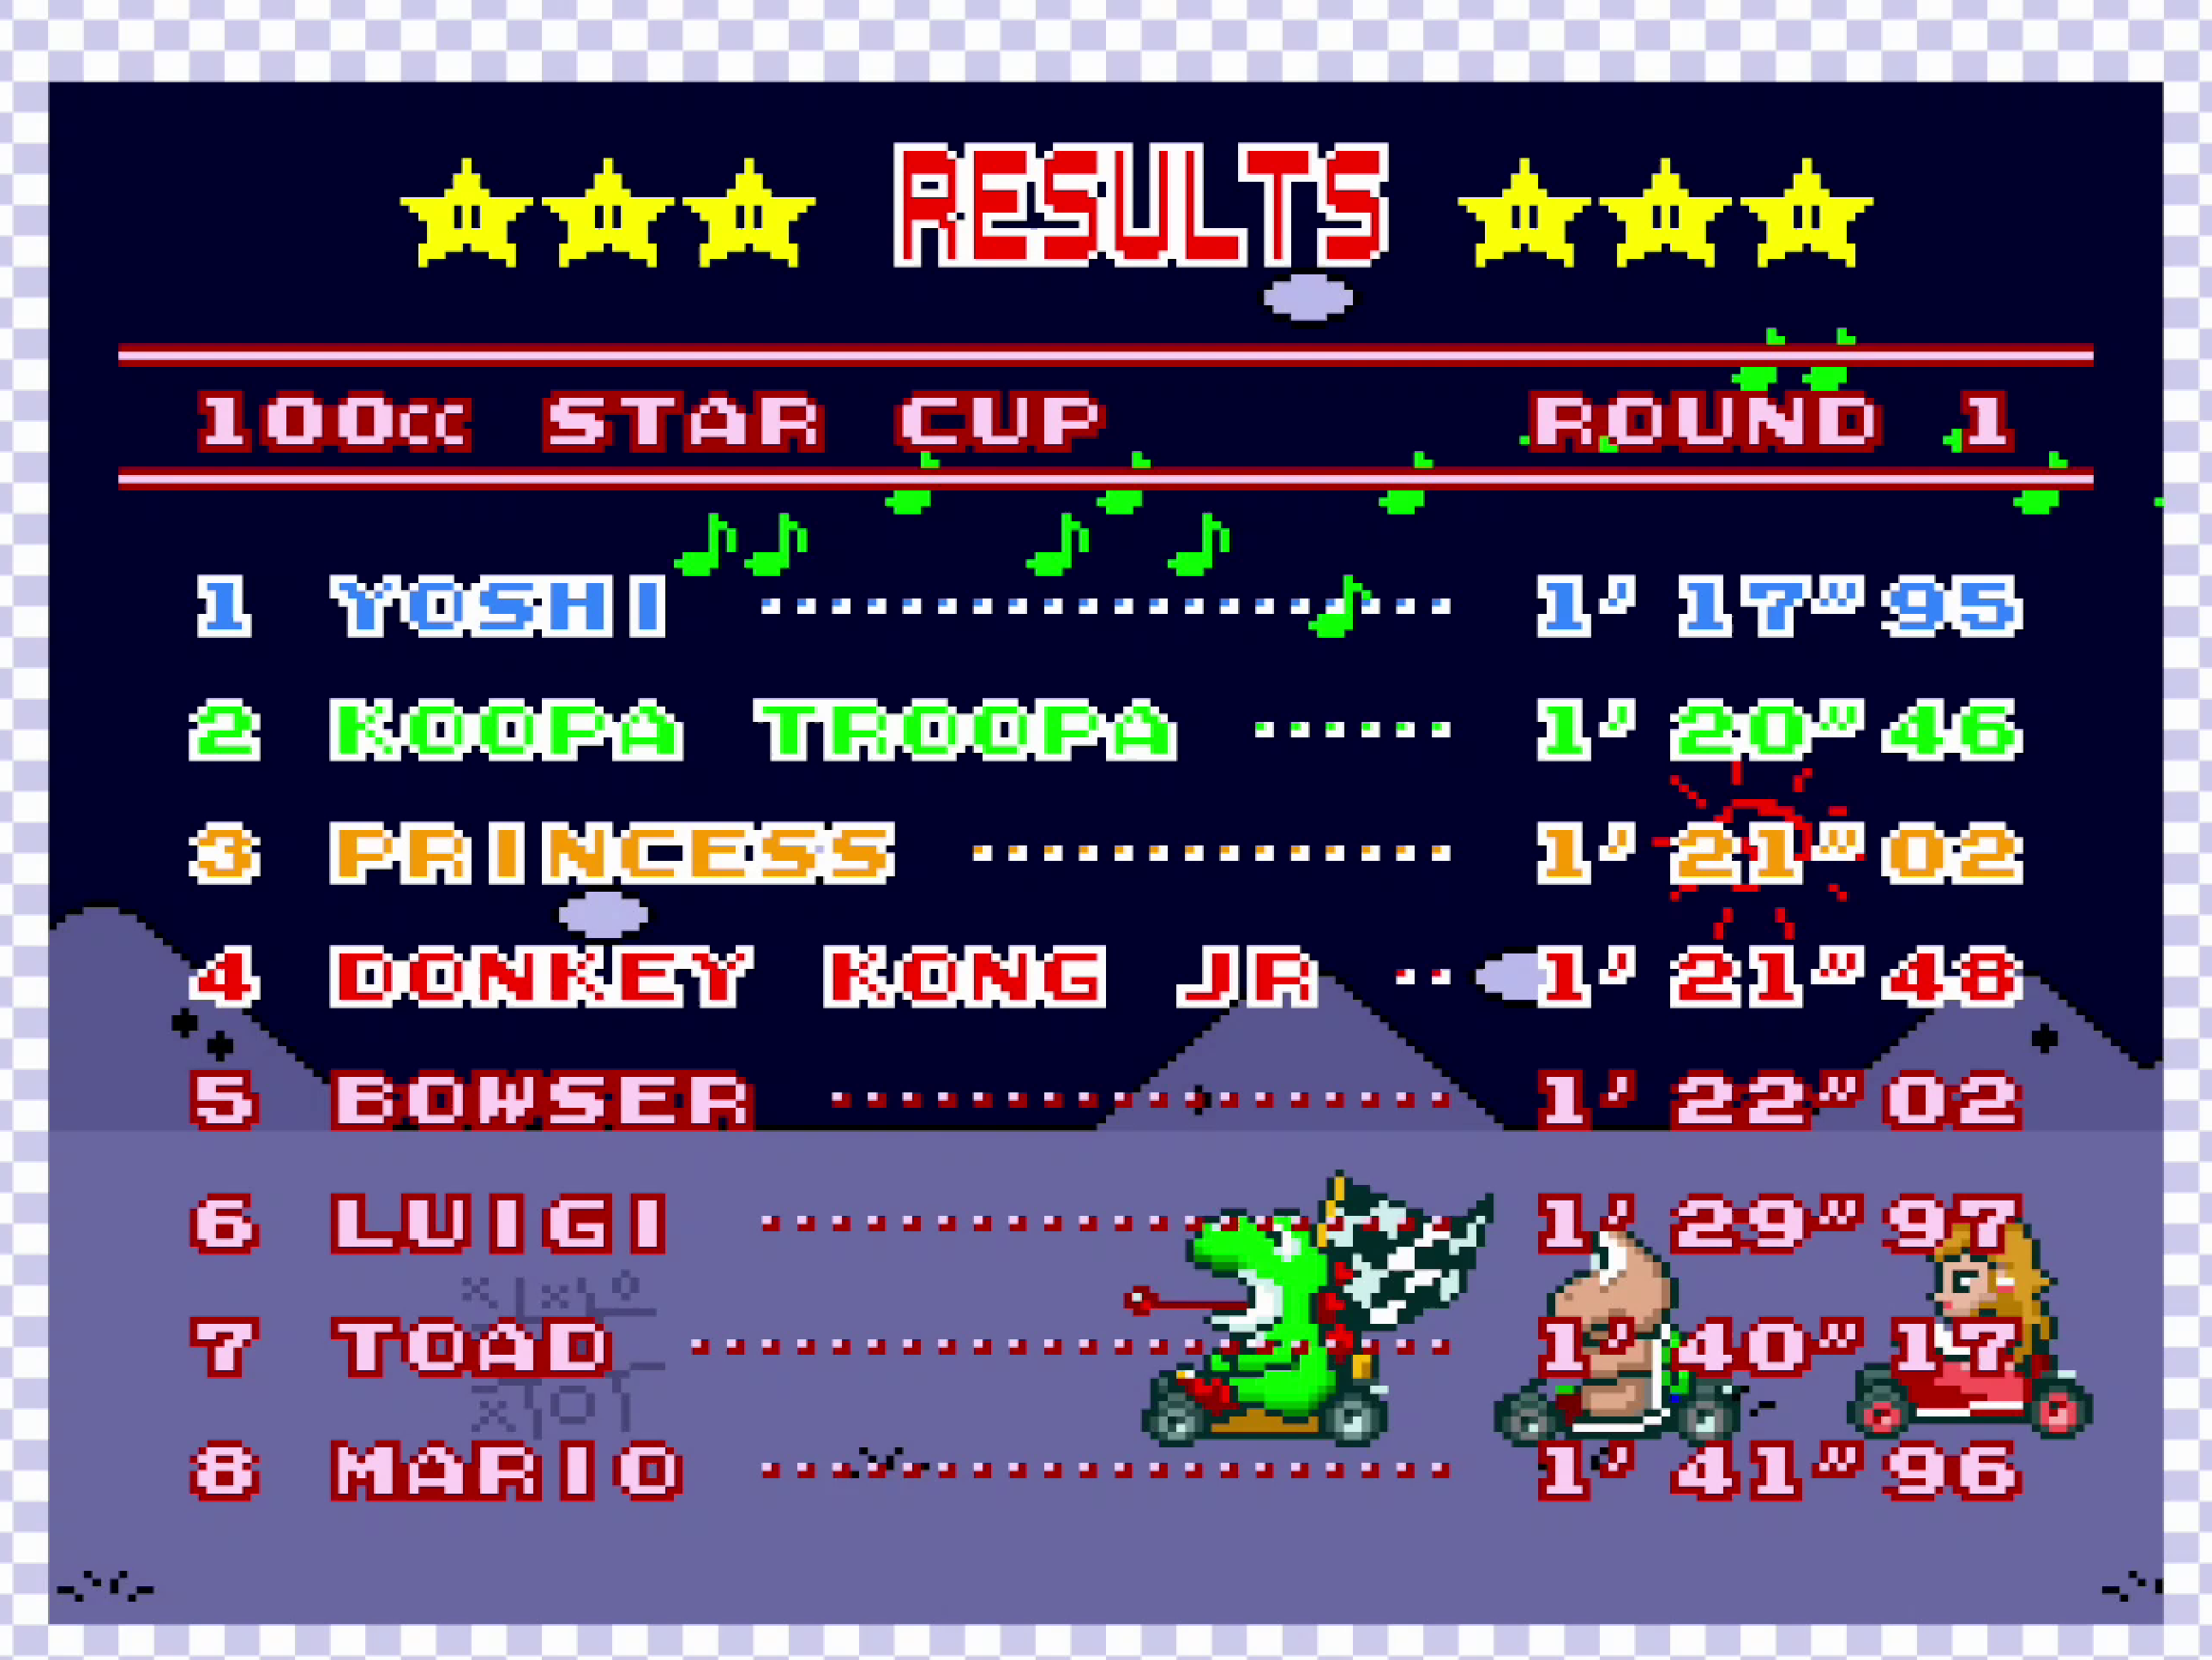 RESULTS
100cc STAR CUP ROUND 1
1 YOSHI .................... 1' 17" 95
2 KOOPA TROOPA ...... 1' 20" 46
3 PRINCESS .............. 1' 21" 02
4 DONKEY KONG JR .. 1' 21" 48
5 BOWSER .................. 1' 22" 02
6 LUIGI .................... 1' 29" 97
7 TOAD ...................... 1' 40" 17
8 MARIO .................... 1' 41" 96